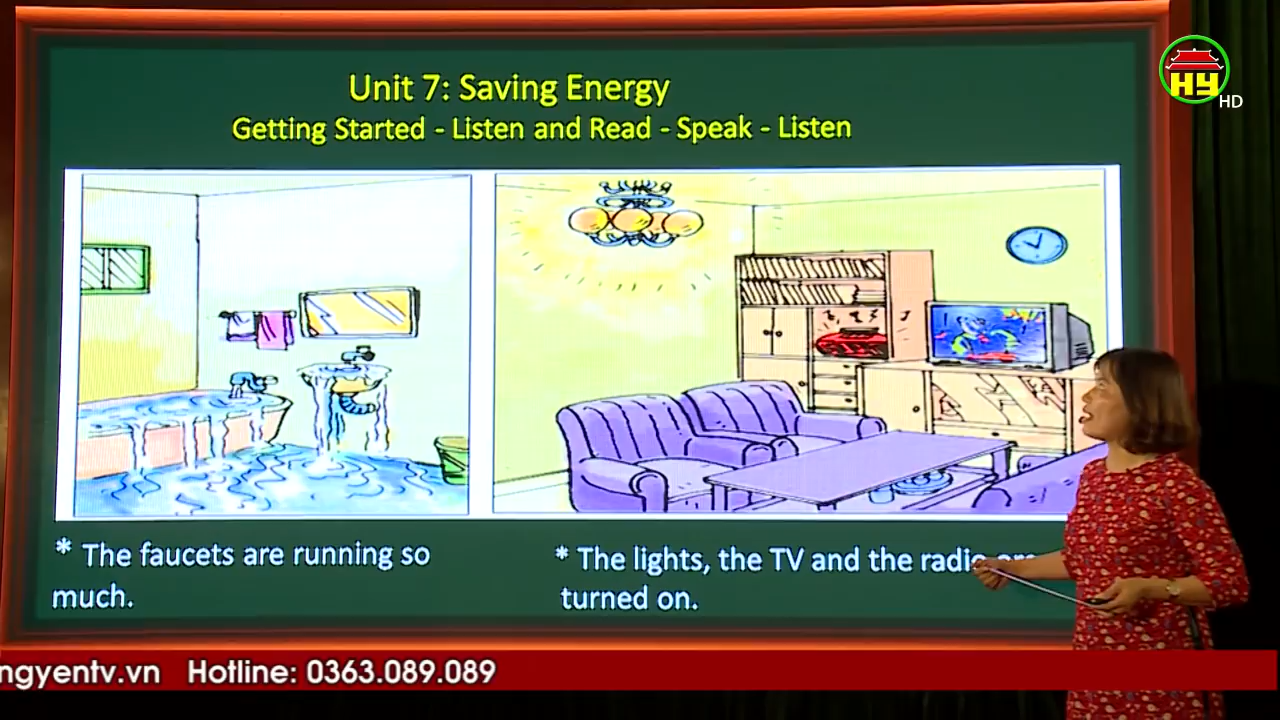 Unit 7: Saving Energy
Getting Started - Listen and Read - Speak - Listen
HY
HD
* The faucets are running so
much.
* The lights, the TV and the radio are
turned on.
ngyentv.vn Hotline: 0363.089.089